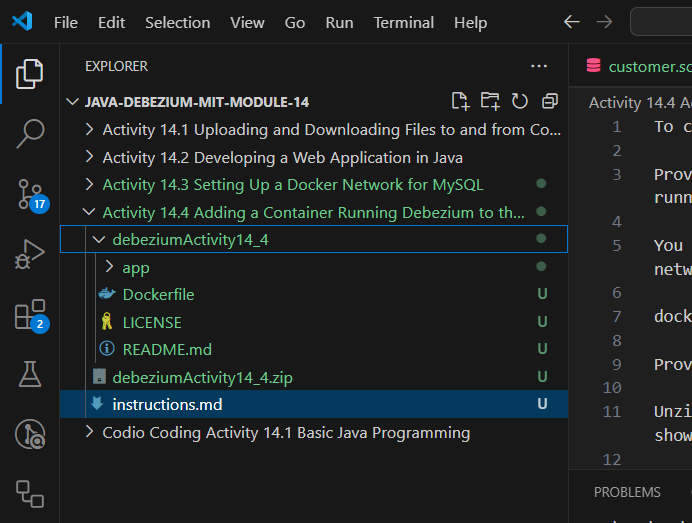 File Edit Selection View Go Run Terminal Help
EXPLORER
customer.sc
JAVA-DEBEZIUM-MIT-MODULE-14
Activity 14.4 A
Activity 14.1 Uploading and Downloading Files to and from Co...
1 To c
Activity 14.2 Developing a Web Application in Java
2
3 Prov
Activity 14.3 Setting Up a Docker Network for MySQL
runn
17
Activity 14.4 Adding a Container Running Debezium to th...
4
debeziumActivity14_4
5 You
app
netw
Dockerfile U
6
2
LICENSE U
7 dock
8
README.md U
9 Prov
debeziumActivity14_4.zip U
10
instructions.md U
11 Unzi
Codio Coding Activity 14.1 Basic Java Programming
show
12
PROBLEMS